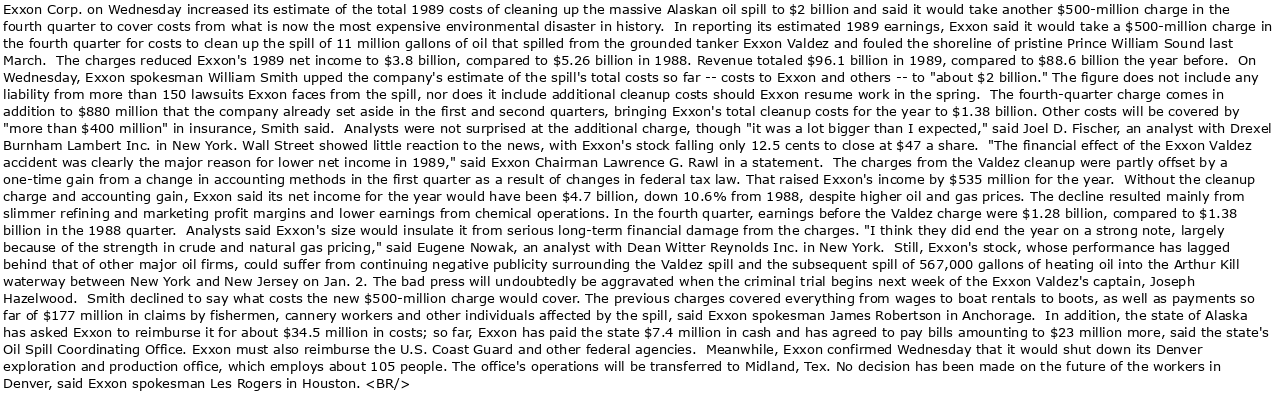 Exxon Corp. on Wednesday increased its estimate of the total 1989 costs of cleaning up the massive Alaskan oil spill to $2 billion and said it would take another $500-million charge in the
fourth quarter to cover costs from what is now the most expensive environmental disaster in history.  In reporting its estimated 1989 earnings, Exxon said it would take a $500-million charge in
the fourth quarter for costs to clean up the spill of 11 million gallons of oil that spilled from the grounded tanker Exxon Valdez and fouled the shoreline of pristine Prince William Sound last
March.  The charges reduced Exxon's 1989 net income to $3.8 billion, compared to $5.26 billion in 1988. Revenue totaled $96.1 billion in 1989, compared to $88.6 billion the year before.  On
Wednesday, Exxon spokesman William Smith upped the company's estimate of the spill's total costs so far -- costs to Exxon and others -- to "about $2 billion." The figure does not include any
liability from more than 150 lawsuits Exxon faces from the spill, nor does it include additional cleanup costs should Exxon resume work in the spring.  The fourth-quarter charge comes in
addition to $880 million that the company already set aside in the first and second quarters, bringing Exxon's total cleanup costs for the year to $1.38 billion. Other costs will be covered by
"more than $400 million" in insurance, Smith said.  Analysts were not surprised at the additional charge, though "it was a lot bigger than I expected," said Joel D. Fischer, an analyst with Drexel
Burnham Lambert Inc. in New York. Wall Street showed little reaction to the news, with Exxon's stock falling only 12.5 cents to close at $47 a share.  "The financial effect of the Exxon Valdez
accident was clearly the major reason for lower net income in 1989," said Exxon Chairman Lawrence G. Rawl in a statement.  The charges from the Valdez cleanup were partly offset by a
one-time gain from a change in accounting methods in the first quarter as a result of changes in federal tax law. That raised Exxon's income by $535 million for the year.  Without the cleanup
charge and accounting gain, Exxon said its net income for the year would have been $4.7 billion, down 10.6% from 1988, despite higher oil and gas prices. The decline resulted mainly from
slimmer refining and marketing profit margins and lower earnings from chemical operations. In the fourth quarter, earnings before the Valdez charge were $1.28 billion, compared to $1.38
billion in the 1988 quarter.  Analysts said Exxon's size would insulate it from serious long-term financial damage from the charges. "I think they did end the year on a strong note, largely
because of the strength in crude and natural gas pricing," said Eugene Nowak, an analyst with Dean Witter Reynolds Inc. in New York.  Still, Exxon's stock, whose performance has lagged
behind that of other major oil firms, could suffer from continuing negative publicity surrounding the Valdez spill and the subsequent spill of 567,000 gallons of heating oil into the Arthur Kill
waterway between New York and New Jersey on Jan. 2. The bad press will undoubtedly be aggravated when the criminal trial begins next week of the Exxon Valdez's captain, Joseph
Hazelwood.  Smith declined to say what costs the new $500-million charge would cover. The previous charges covered everything from wages to boat rentals to boots, as well as payments so
far of $177 million in claims by fishermen, cannery workers and other individuals affected by the spill, said Exxon spokesman James Robertson in Anchorage.  In addition, the state of Alaska
has asked Exxon to reimburse it for about $34.5 million in costs; so far, Exxon has paid the state $7.4 million in cash and has agreed to pay bills amounting to $23 million more, said the state's
Oil Spill Coordinating Office. Exxon must also reimburse the U.S. Coast Guard and other federal agencies.  Meanwhile, Exxon confirmed Wednesday that it would shut down its Denver
exploration and production office, which employs about 105 people. The office's operations will be transferred to Midland, Tex. No decision has been made on the future of the workers in
Denver, said Exxon spokesman Les Rogers in Houston. <BR/>